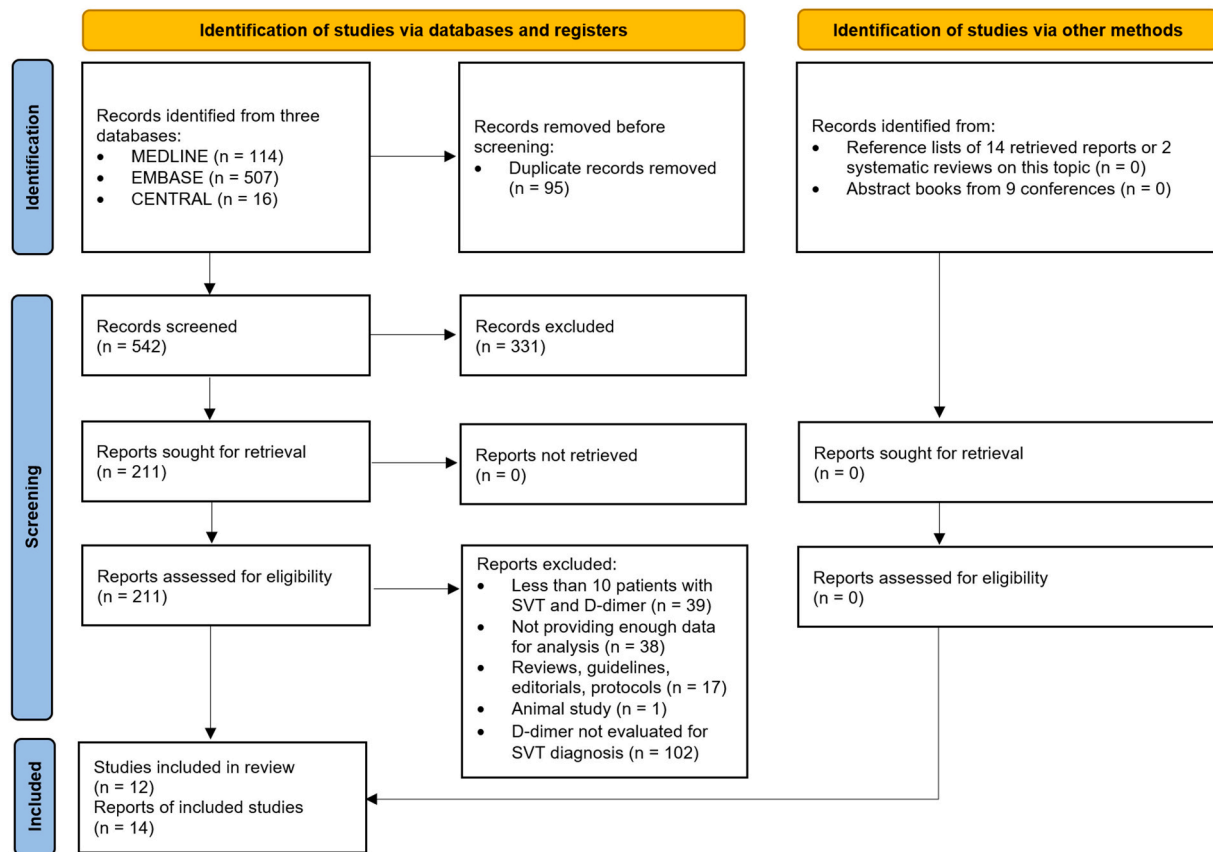 Identification of studies via databases and registers
Identification of studies via other methods
Identification
Records identified from three
databases:
• MEDLINE (n = 114)
• EMBASE (n = 507)
• CENTRAL (n = 16)
Records removed before
screening:
• Duplicate records removed
(n = 95)
Records identified from:
• Reference lists of 14 retrieved reports or 2
systematic reviews on this topic (n = 0)
• Abstract books from 9 conferences (n = 0)
Screening
Records screened
(n = 542)
Records excluded
(n = 331)
Reports sought for retrieval
(n = 211)
Reports not retrieved
(n = 0)
Reports sought for retrieval
(n = 0)
Reports assessed for eligibility
(n = 211)
Reports excluded:
• Less than 10 patients with
SVT and D-dimer (n = 39)
• Not providing enough data
for analysis (n = 38)
• Reviews, guidelines,
editorials, protocols (n = 17)
• Animal study (n = 1)
• D-dimer not evaluated for
SVT diagnosis (n = 102)
Reports assessed for eligibility
(n = 0)
Included
Studies included in review
(n = 12)
Reports of included studies
(n = 14)